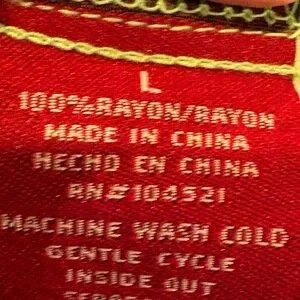 L
100%RAYON/RAYON
MADE IN CHINA
HECHO EN CHINA
RN#104521
MACHINE WASH COLD
GENTLE CYCLE
INSIDE OUT